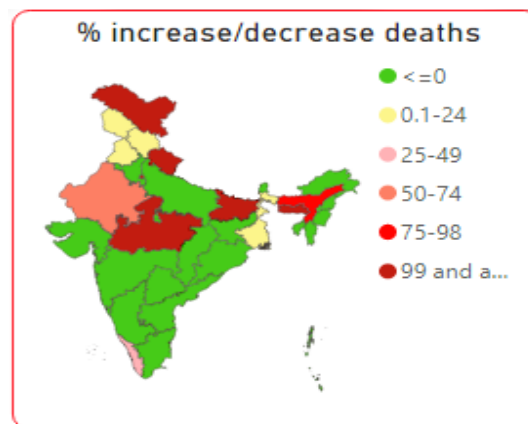 % increase/decrease deaths
<=0
0.1-24
25-49
50-74
75-98
99 and a...